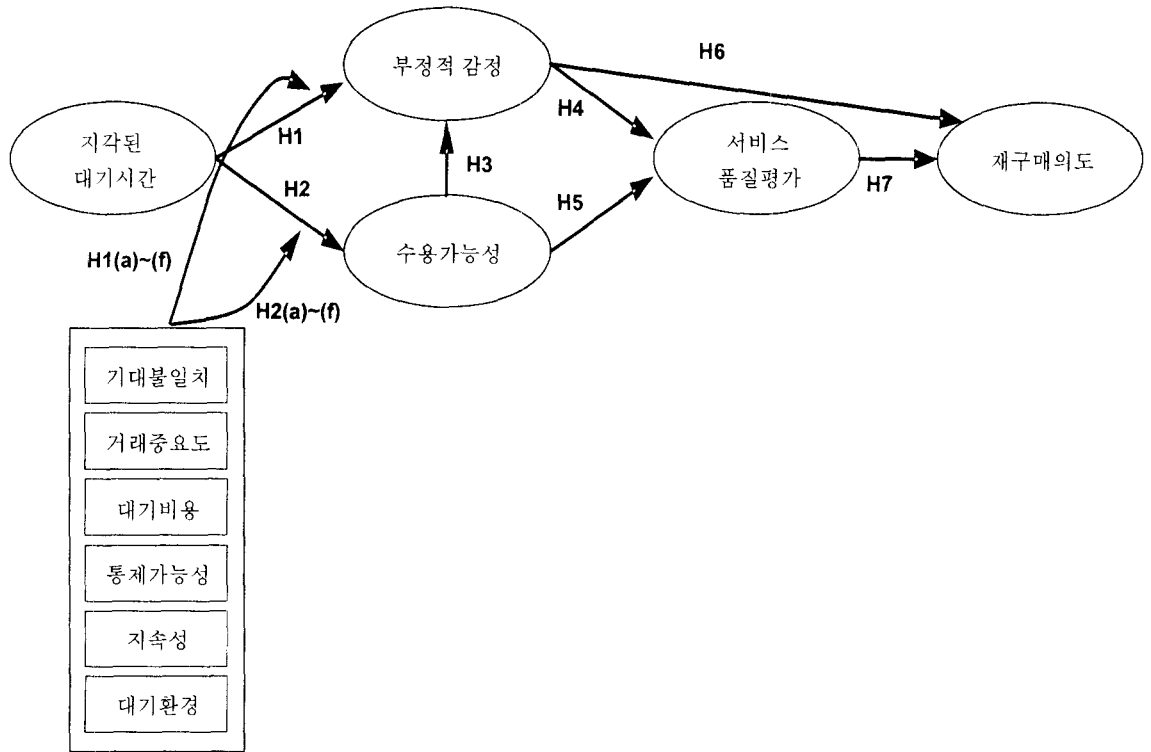 부정적 감정
H6
지각된
대기시간
H1
H4
서비스
품질평가
재구매의도
H3
H2
H5
H7
수용가능성
H1(a)~(f)
H2(a)~(f)
기대불일치
거래중요도
대기비용
통제가능성
지속성
대기환경